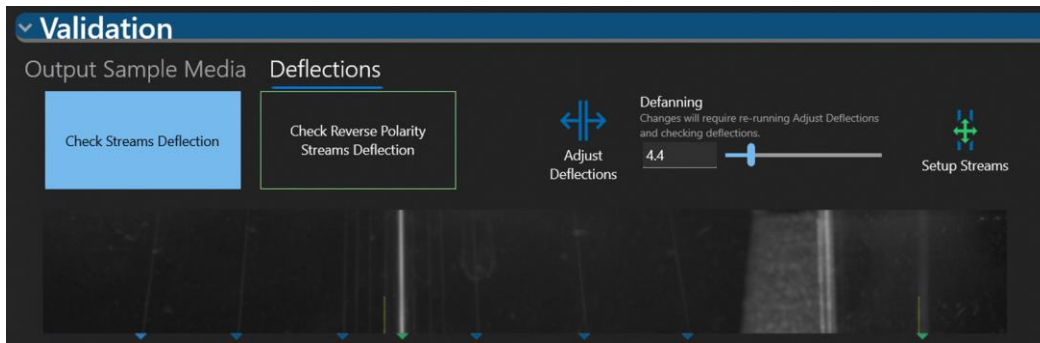 Validation
Output Sample Media
Deflections
Check Streams Deflection
Check Reverse Polarity
Streams Deflection
Adjust
Deflections
Defanning
Changes will require re-running Adjust Deflections
and checking deflections.
4.4
Setup Streams